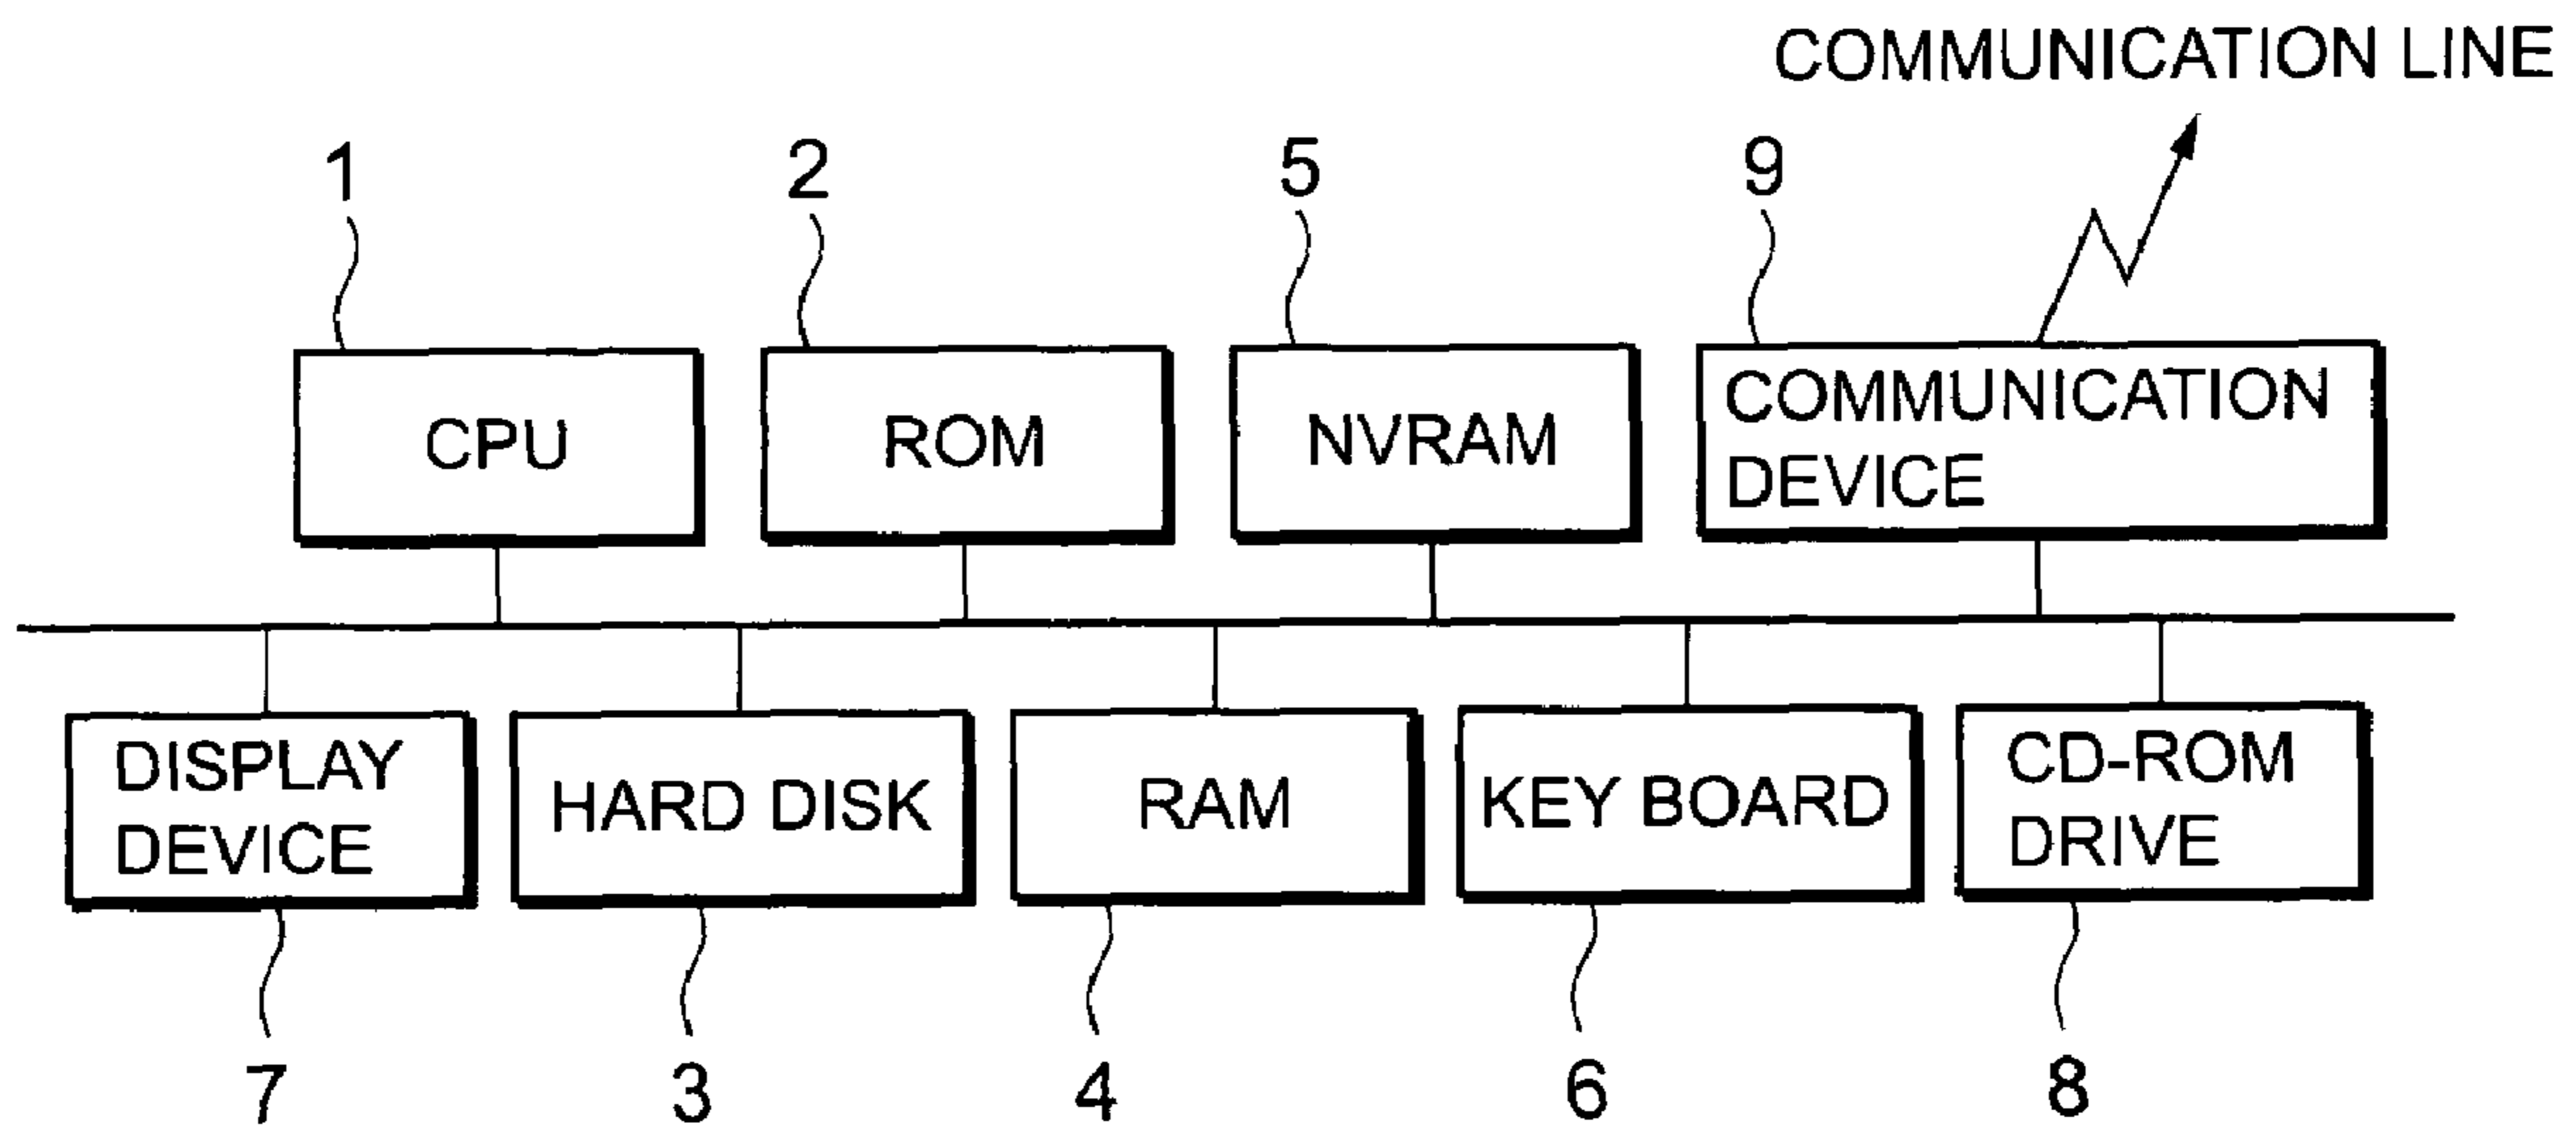 COMMUNICATION LINE
1
2
5
9
CPU
ROM
NVRAM
COMMUNICATION
DEVICE
DISPLAY
DEVICE
HARD DISK
RAM
KEY BOARD
CD-ROM
DRIVE
7
3
4
6
8